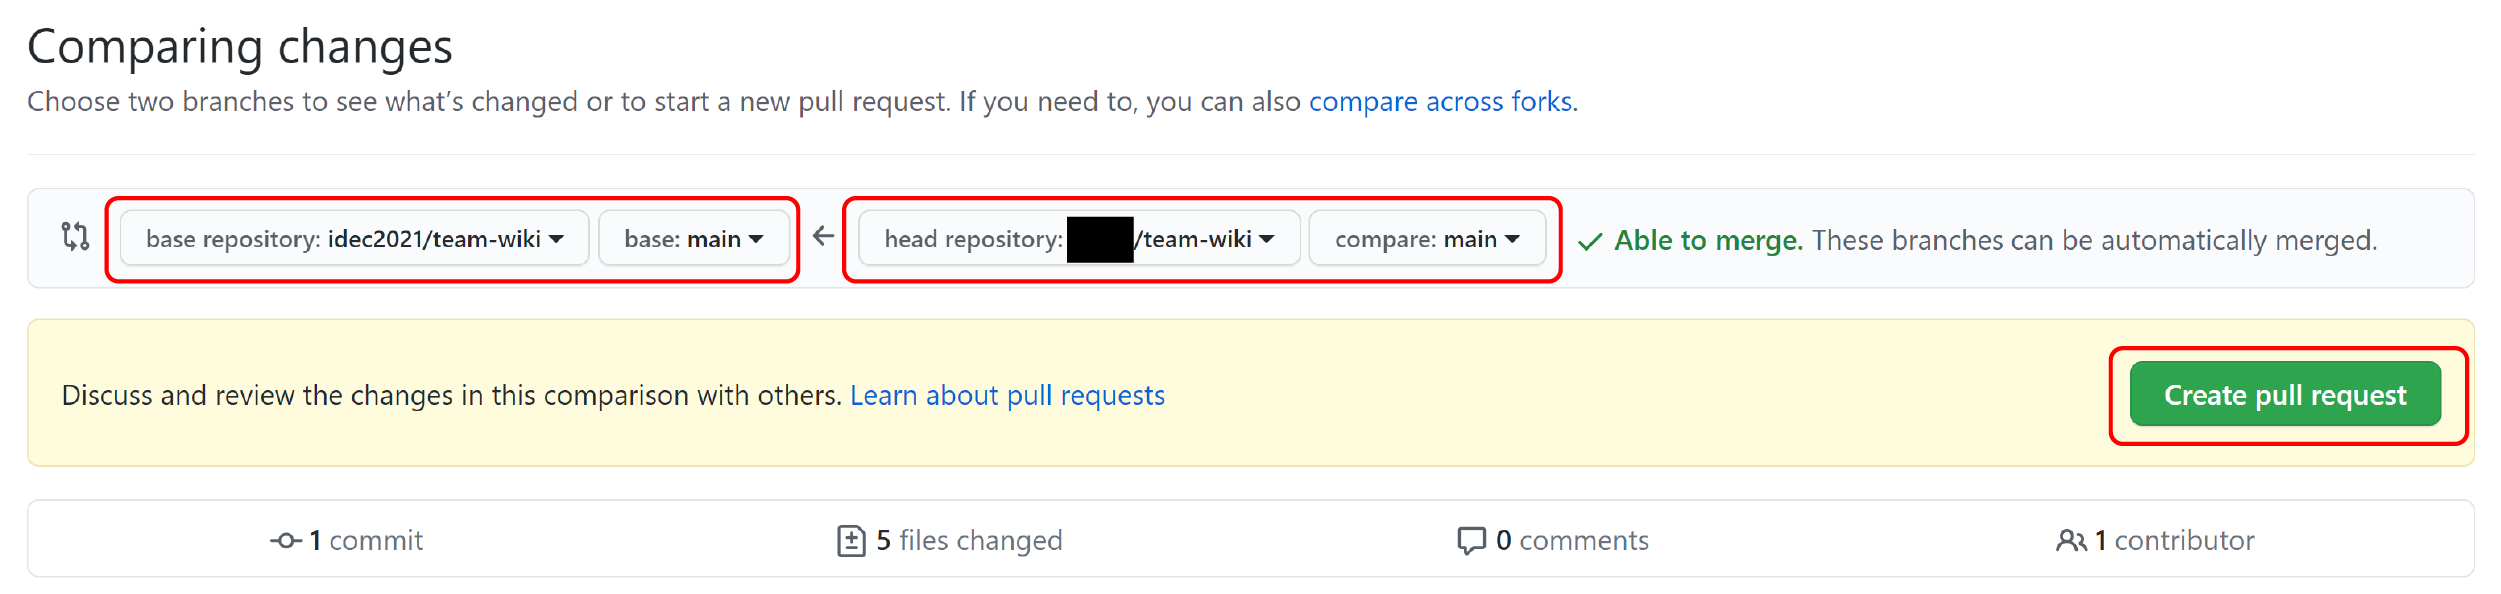 Comparing changes
Choose two branches to see what's changed or to start a new pull request. If you need to, you can also compare across forks.
base repository: idec2021/team-wiki base: main head repository: /team-wiki compare: main Able to merge. These branches can be automatically merged.
Discuss and review the changes in this comparison with others. Learn about pull requests Create pull request
1 commit 5 files changed 0 comments 1 contributor